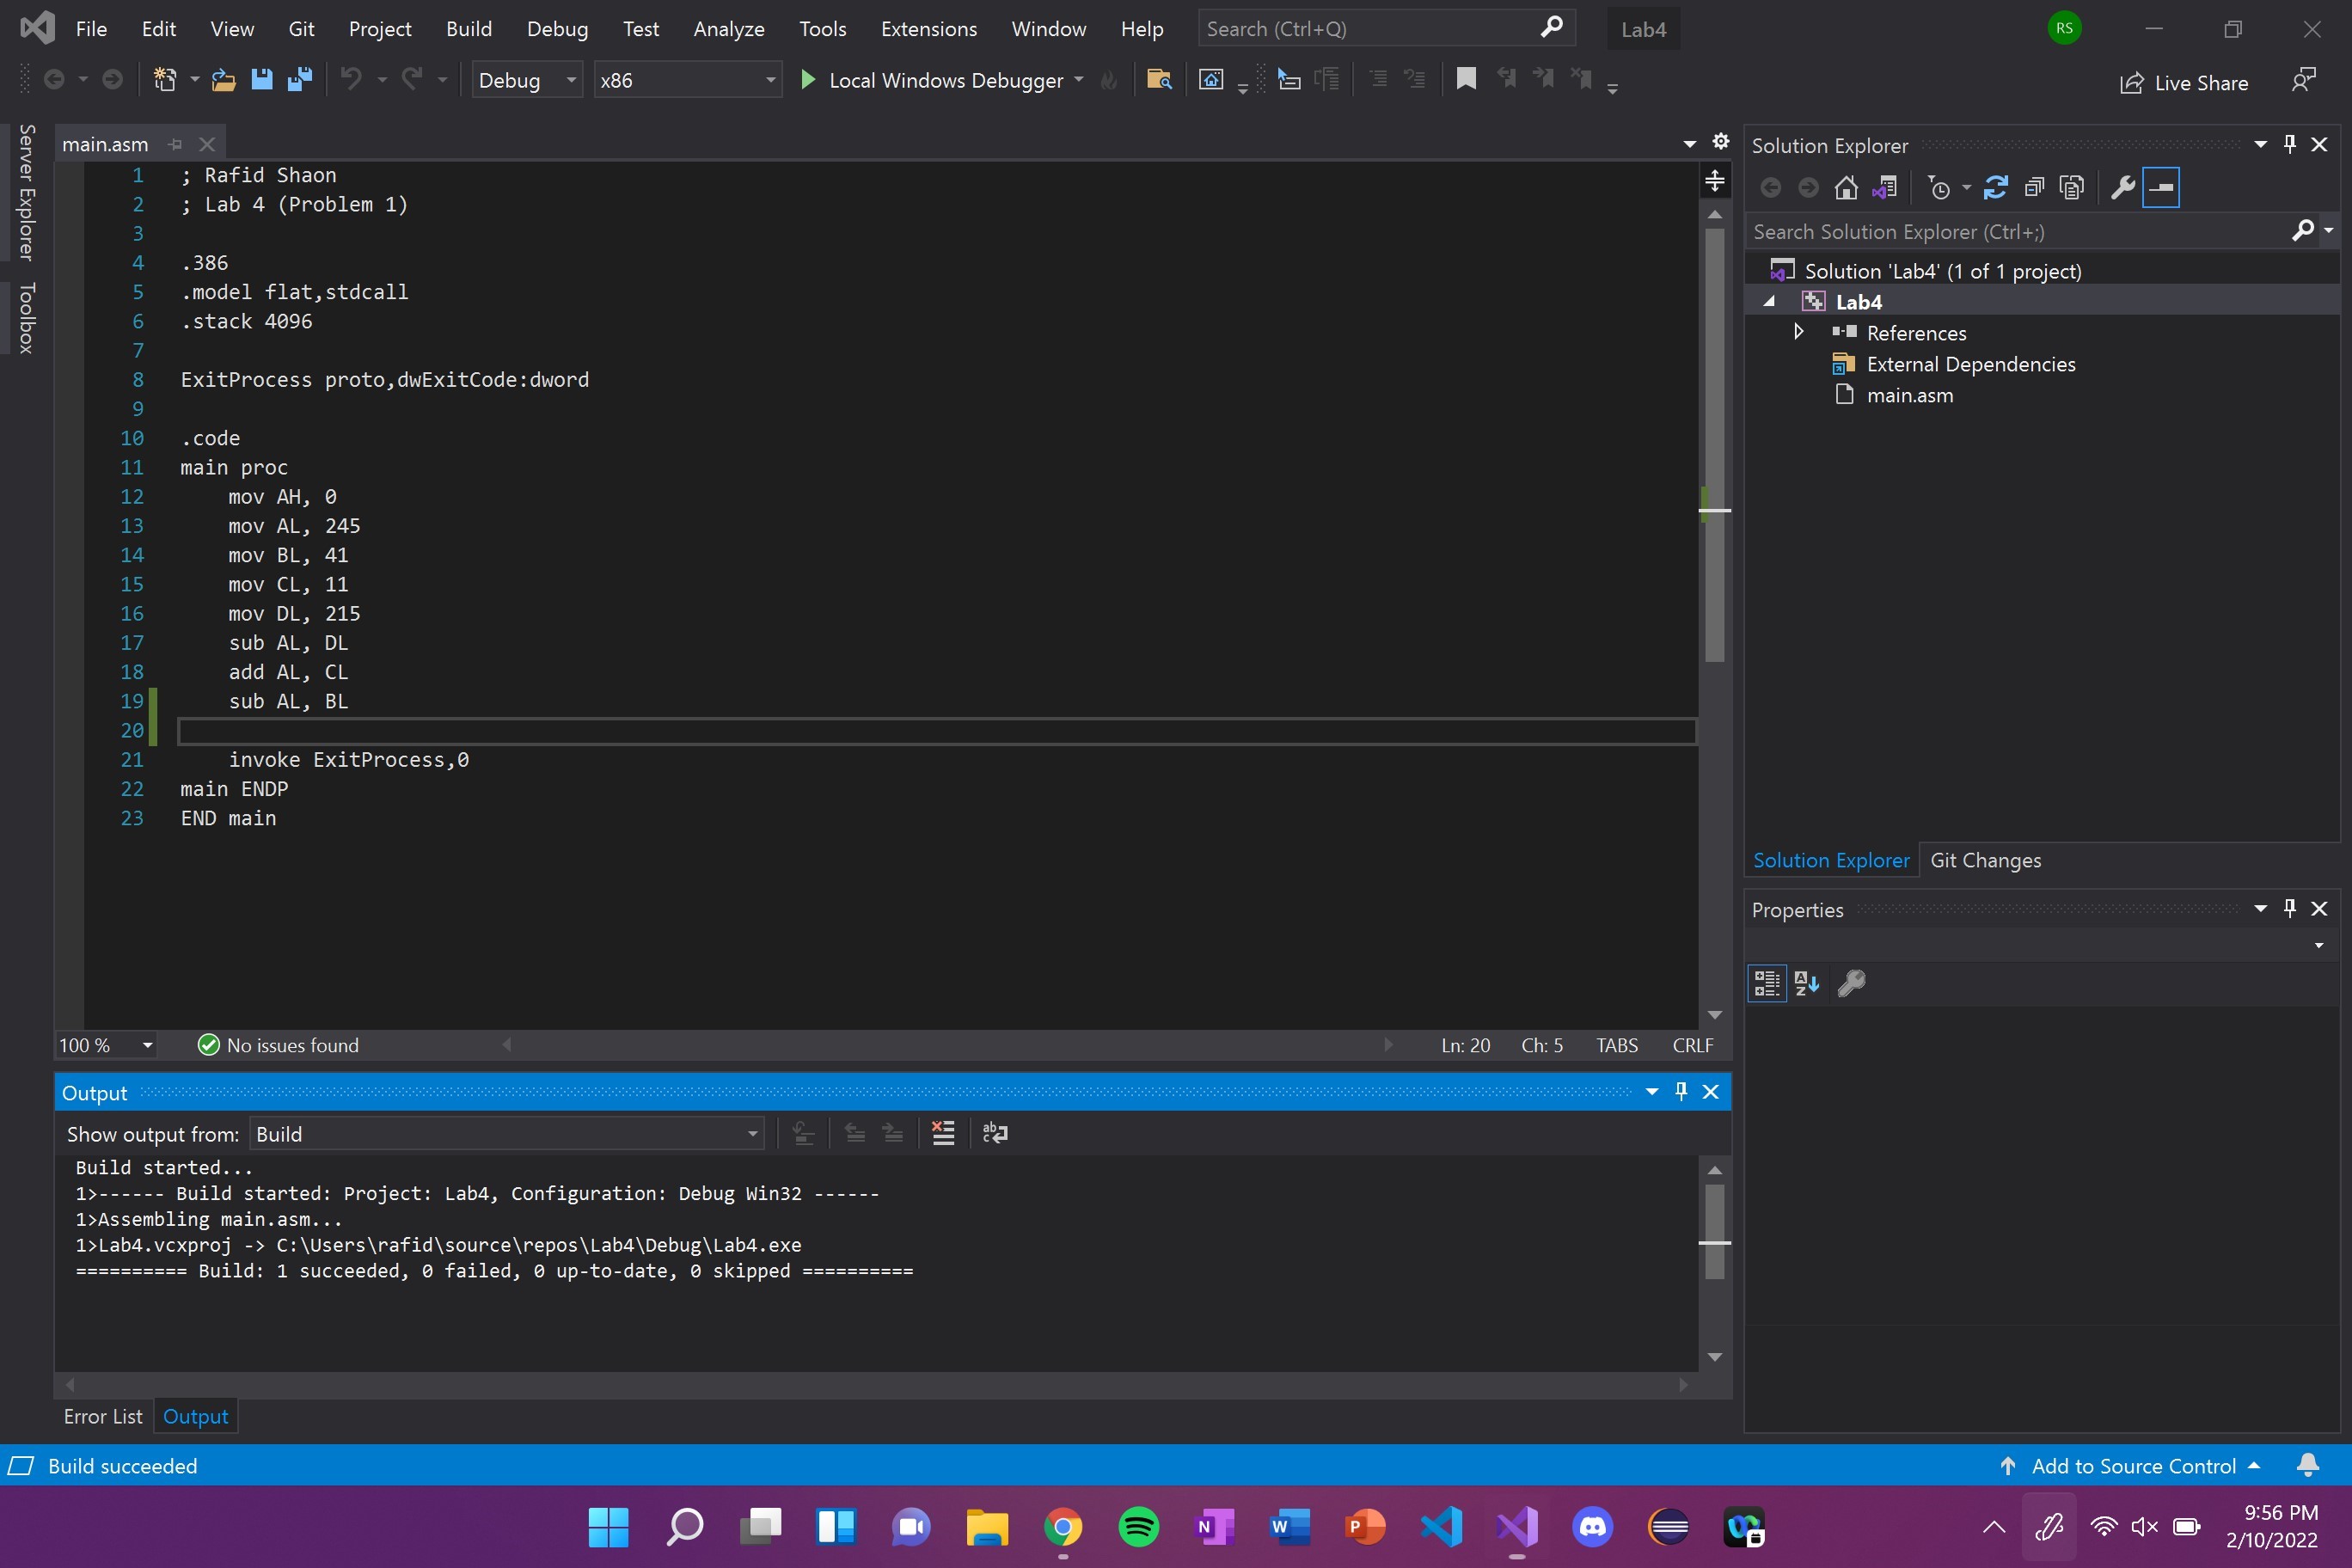 File Edit View Git Project Build Debug Test Analyze Tools Extensions Window Help Search (Ctrl+Q) Lab4 RS
Debug x86 Local Windows Debugger Live Share
Server Explorer
Toolbox
main.asm
1 ; Rafid Shaon
2 ; Lab 4 (Problem 1)
3
4 .386
5 .model flat,stdcall
6 .stack 4096
7
8 ExitProcess proto,dwExitCode:dword
9
10 .code
11 main proc
12 mov AH, 0
13 mov AL, 245
14 mov BL, 41
15 mov CL, 11
16 mov DL, 215
17 sub AL, DL
18 add AL, CL
19 sub AL, BL
20
21 invoke ExitProcess,0
22 main ENDP
23 END main
100 % No issues found Ln: 20 Ch: 5 TABS CRLF
Output
Show output from: Build
Build started...
1>------ Build started: Project: Lab4, Configuration: Debug Win32 ------
1>Assembling main.asm...
1>Lab4.vcxproj -> C:\Users\rafid\source\repos\Lab4\Debug\Lab4.exe
========== Build: 1 succeeded, 0 failed, 0 up-to-date, 0 skipped ==========
Error List Output
Solution Explorer
Search Solution Explorer (Ctrl+;)
Solution 'Lab4' (1 of 1 project)
Lab4
References
External Dependencies
main.asm
Solution Explorer Git Changes
Properties
Build succeeded Add to Source Control
9:56 PM
2/10/2022